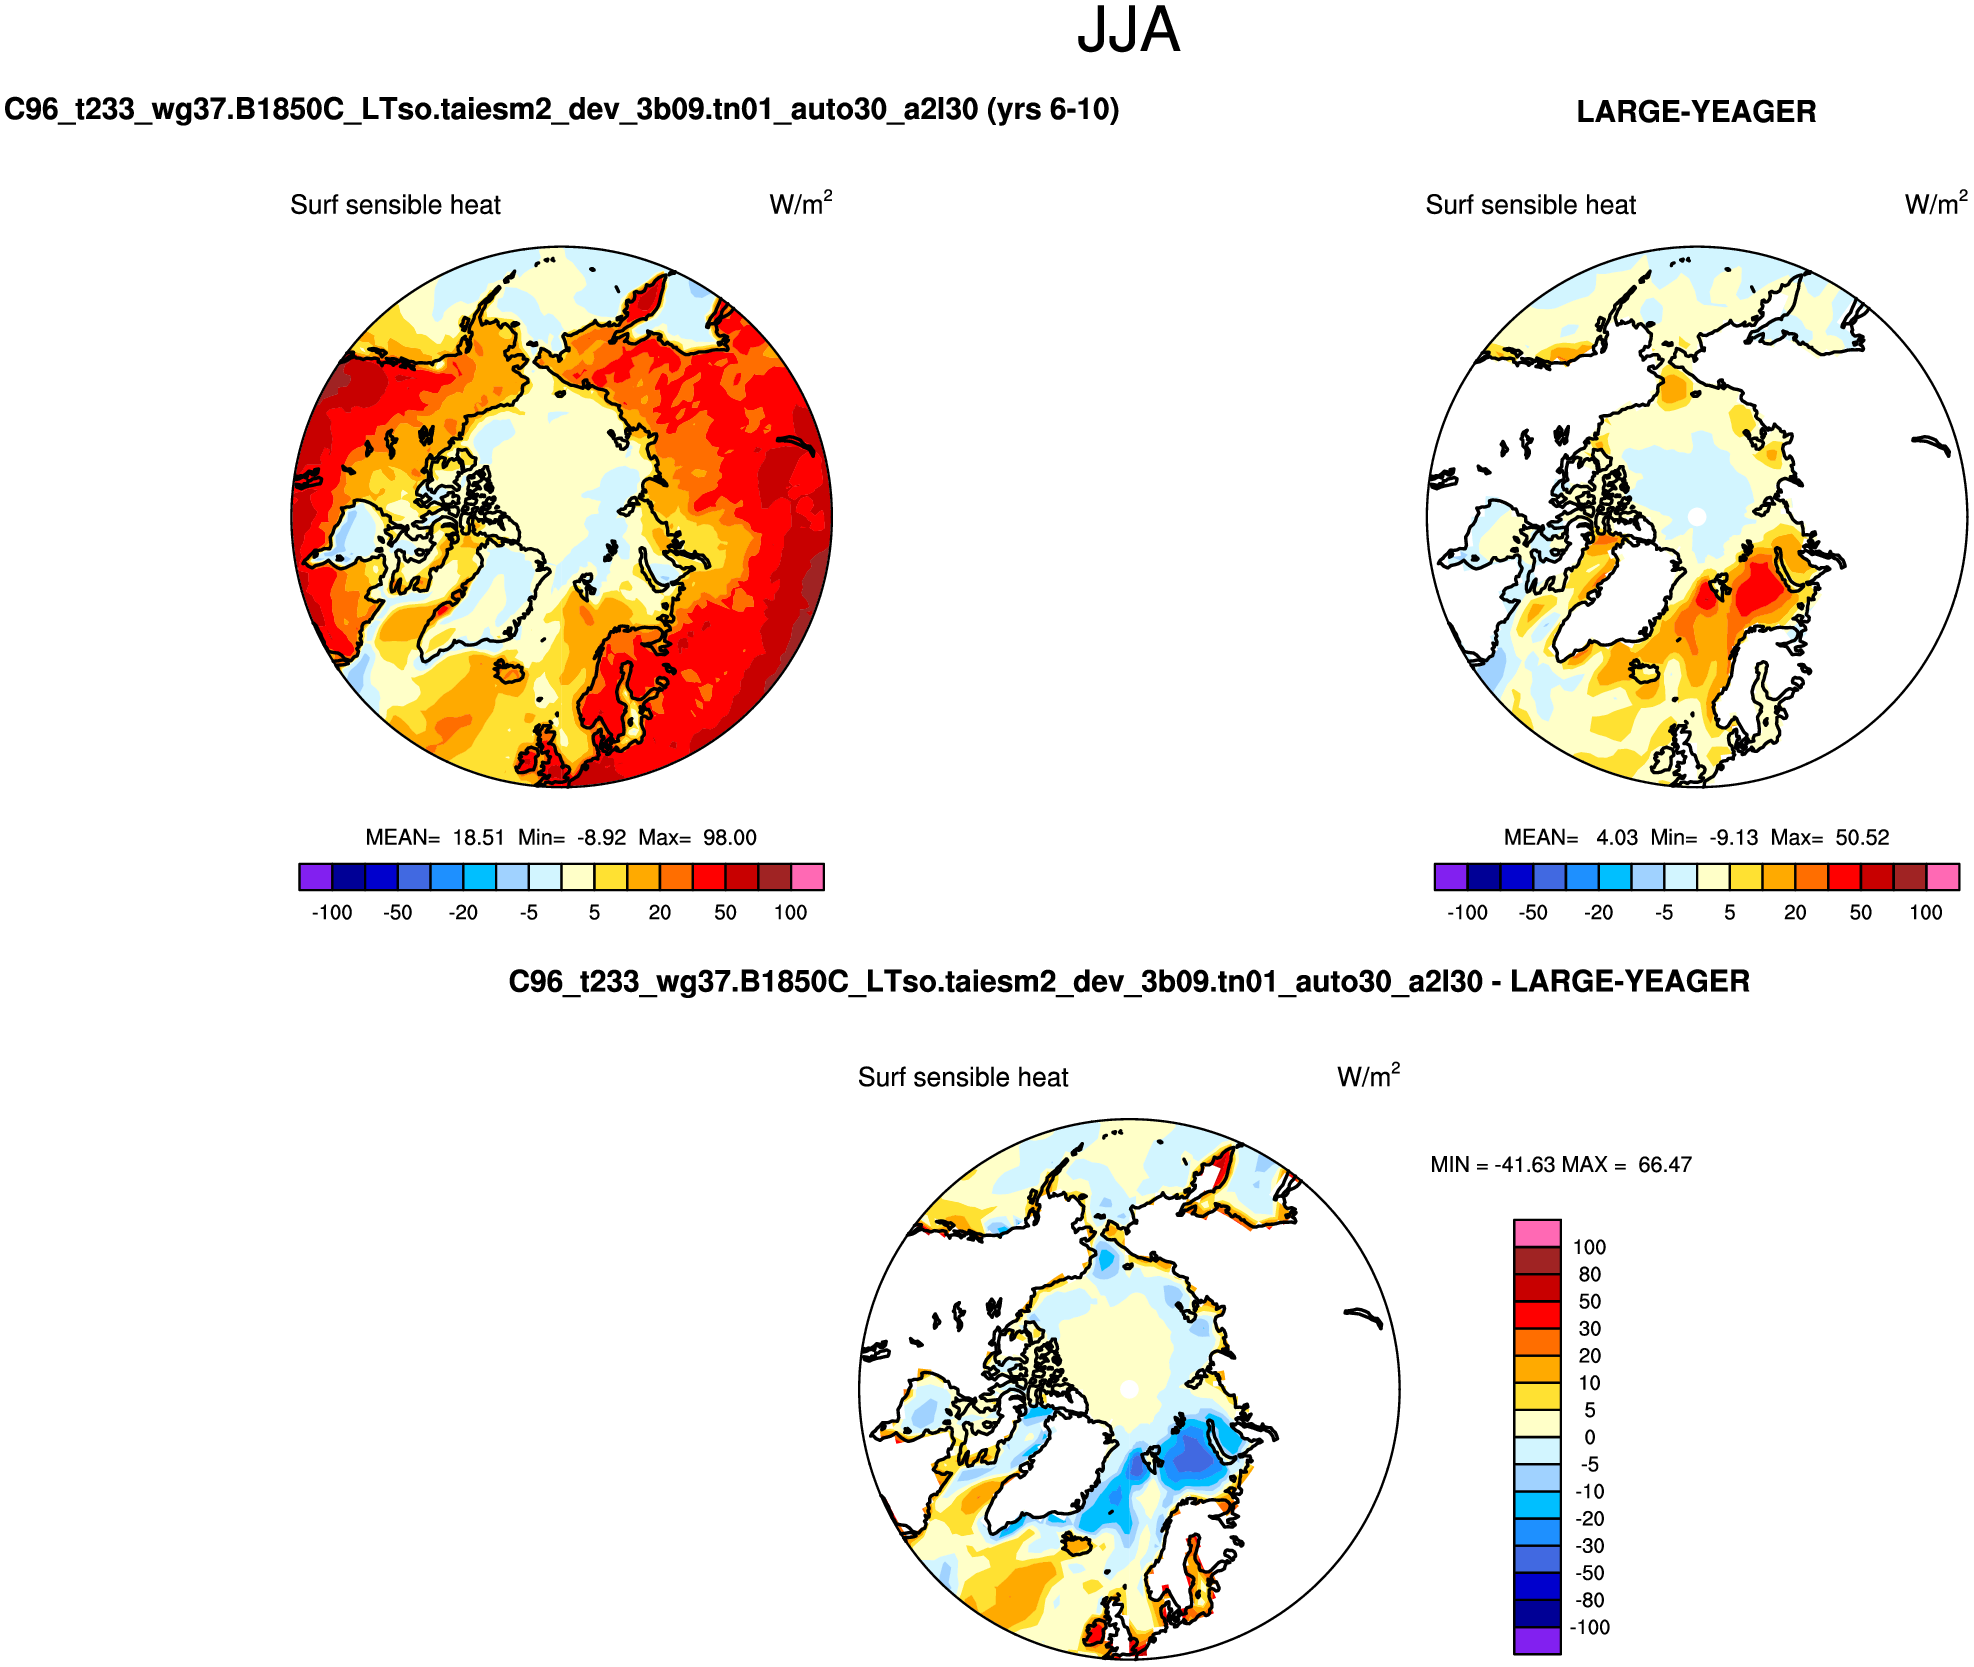 JJA
C96_t233_wg37.B1850C_LTso.taiesm2_dev_3b09.tn01_auto30_a2l30 (yrs 6-10)
LARGE-YEAGER
Surf sensible heat W/m2
Surf sensible heat W/m2
MEAN= 18.51 Min= -8.92 Max= 98.00
MEAN= 4.03 Min= -9.13 Max= 50.52
-100 -50 -20 -5 5 20 50 100
-100 -50 -20 -5 5 20 50 100
C96_t233_wg37.B1850C_LTso.taiesm2_dev_3b09.tn01_auto30_a2l30 - LARGE-YEAGER
Surf sensible heat W/m2
MIN = -41.63 MAX = 66.47
100
80
50
30
20
10
5
0
-5
-10
-20
-30
-50
-80
-100